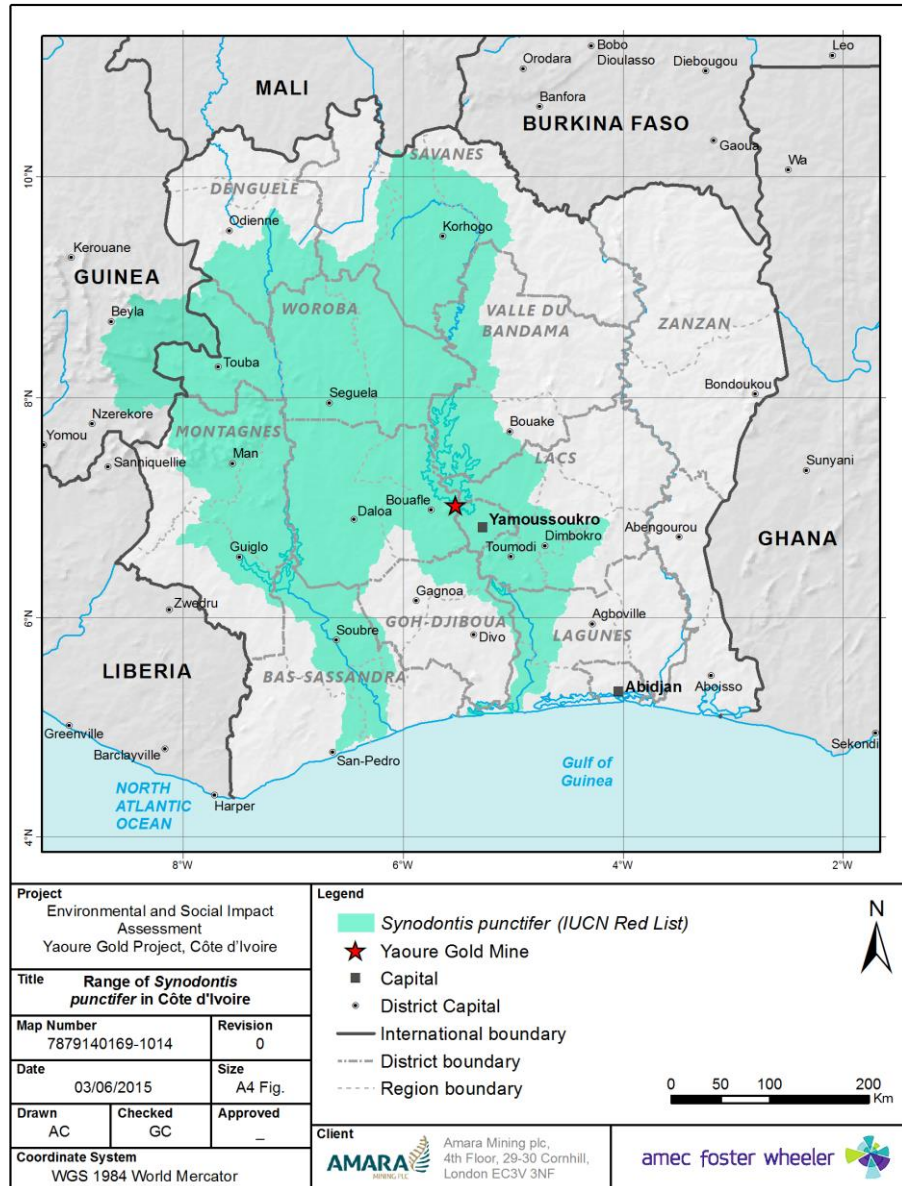 Bobo
Dioulasso
Leo
Orodara
Diebougou
MALI
Banfora
BURKINA FASO
Gaoua
SAVANES
Wa
10°N
10°N
DENGUELE
Odienne
Korhogo
Kerouane
GUINEA
Beyla
WOROBA
VALLE DU
BANDAMA
ZANZAN
Touba
8°N
8°N
Seguela
Bondoukou
Nzerekore
MONTAGNES
Bouake
Yomou
Man
LACS
Sanniquellie
Sunyani
Bouafle
Daloa
Yamoussokro
Abengourou
Dimbokro
Toumodi
GHANA
Guiglo
Zwedru
Gagnoa
6°N
6°N
GOH-DJIBOUA
Agboville
Soubre
Divo
LAGUNES
LIBERIA
BAS-SASSANDRA
Abidjan
Aboisso
Greenville
Barclayville
San-Pedro
Sekondi
Gulf of
Guinea
NORTH
ATLANTIC
OCEAN
Harper
4°N
4°N
8°W
6°W
4°W
2°W
Project
Environmental and Social Impact
Assessment
Yaoure Gold Project, Côte d'Ivoire
Title Range of Synodontis
punctifer in Côte d'Ivoire
Map Number Revision
7879140169-1014 0
Date Size
03/06/2015 A4 Fig.
Drawn Checked Approved
AC GC _
Coordinate System
WGS 1984 World Mercator
Legend
Synodontis punctifer (IUCN Red List)
Yaoure Gold Mine
Capital
District Capital
International boundary
District boundary
Region boundary
N
0 50 100 200
Km
Client
AMARA
MINING PLC
Amara Mining plc,
4th Floor, 29-30 Cornhill,
London EC3V 3NF
amec foster wheeler